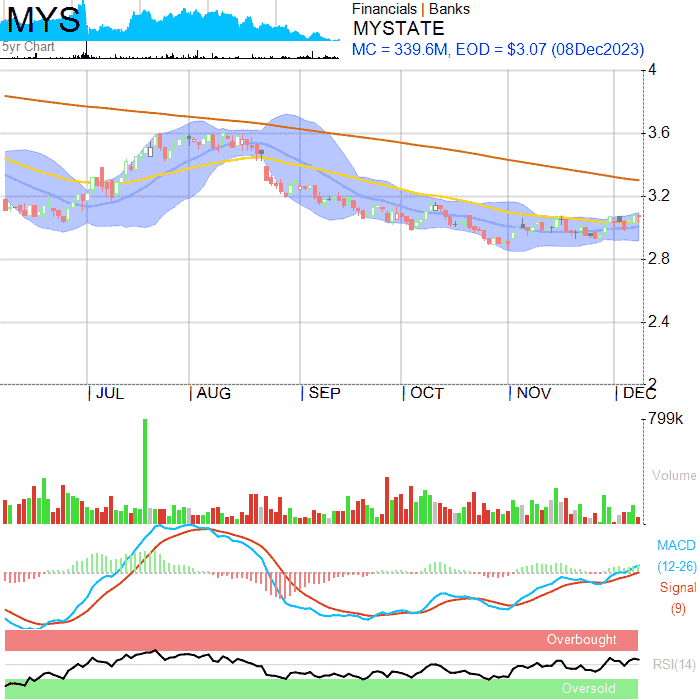 MYS
5yr Chart
Financials | Banks
MYSTATE
MC = 339.6M, EOD = $3.07 (08Dec2023)
4
3.6
3.2
2.8
2.4
2
JUL AUG SEP OCT NOV DEC
799k
Volume
MACD
(12-26)
Signal
(9)
Overbought
RSI(14)
Oversold